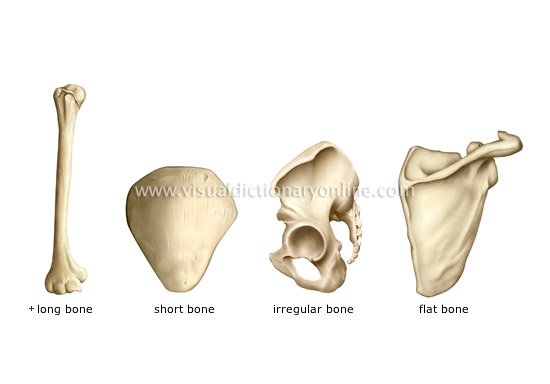 www.visualdictionaryonline.com
+ long bone
short bone
irregular bone
flat bone